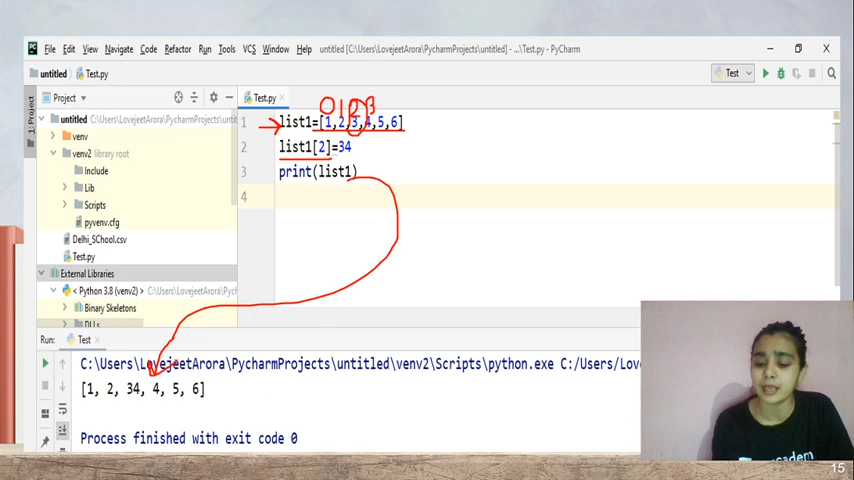 PC File Edit View Navigate Code Refactor Run Tools VCS Window Help untitled [C:\Users\LovejeetArora\PycharmProjects\untitled] - ...\Test.py - PyCharm
untitled Test.py Test
Project Test.py
1: Project
untitled C:\Users\LovejeetArora\PycharmProjects\untitled
venv
venv2 library root
Include
Lib
Scripts
pyvenv.cfg
Delhi_SChool.csv
Test.py
External Libraries
< Python 3.8 (venv2) > C:\Users\LovejeetArora\Pych
Binary Skeletons
DLLs
0 1 2 3
1 list1=[1,2,3,4,5,6]
2 list1[2]=34
3 print(list1)
4
Run: Test
C:\Users\LovejeetArora\PycharmProjects\untitled\venv2\Scripts\python.exe C:/Users/Love
[1, 2, 34, 4, 5, 6]
Process finished with exit code 0
15